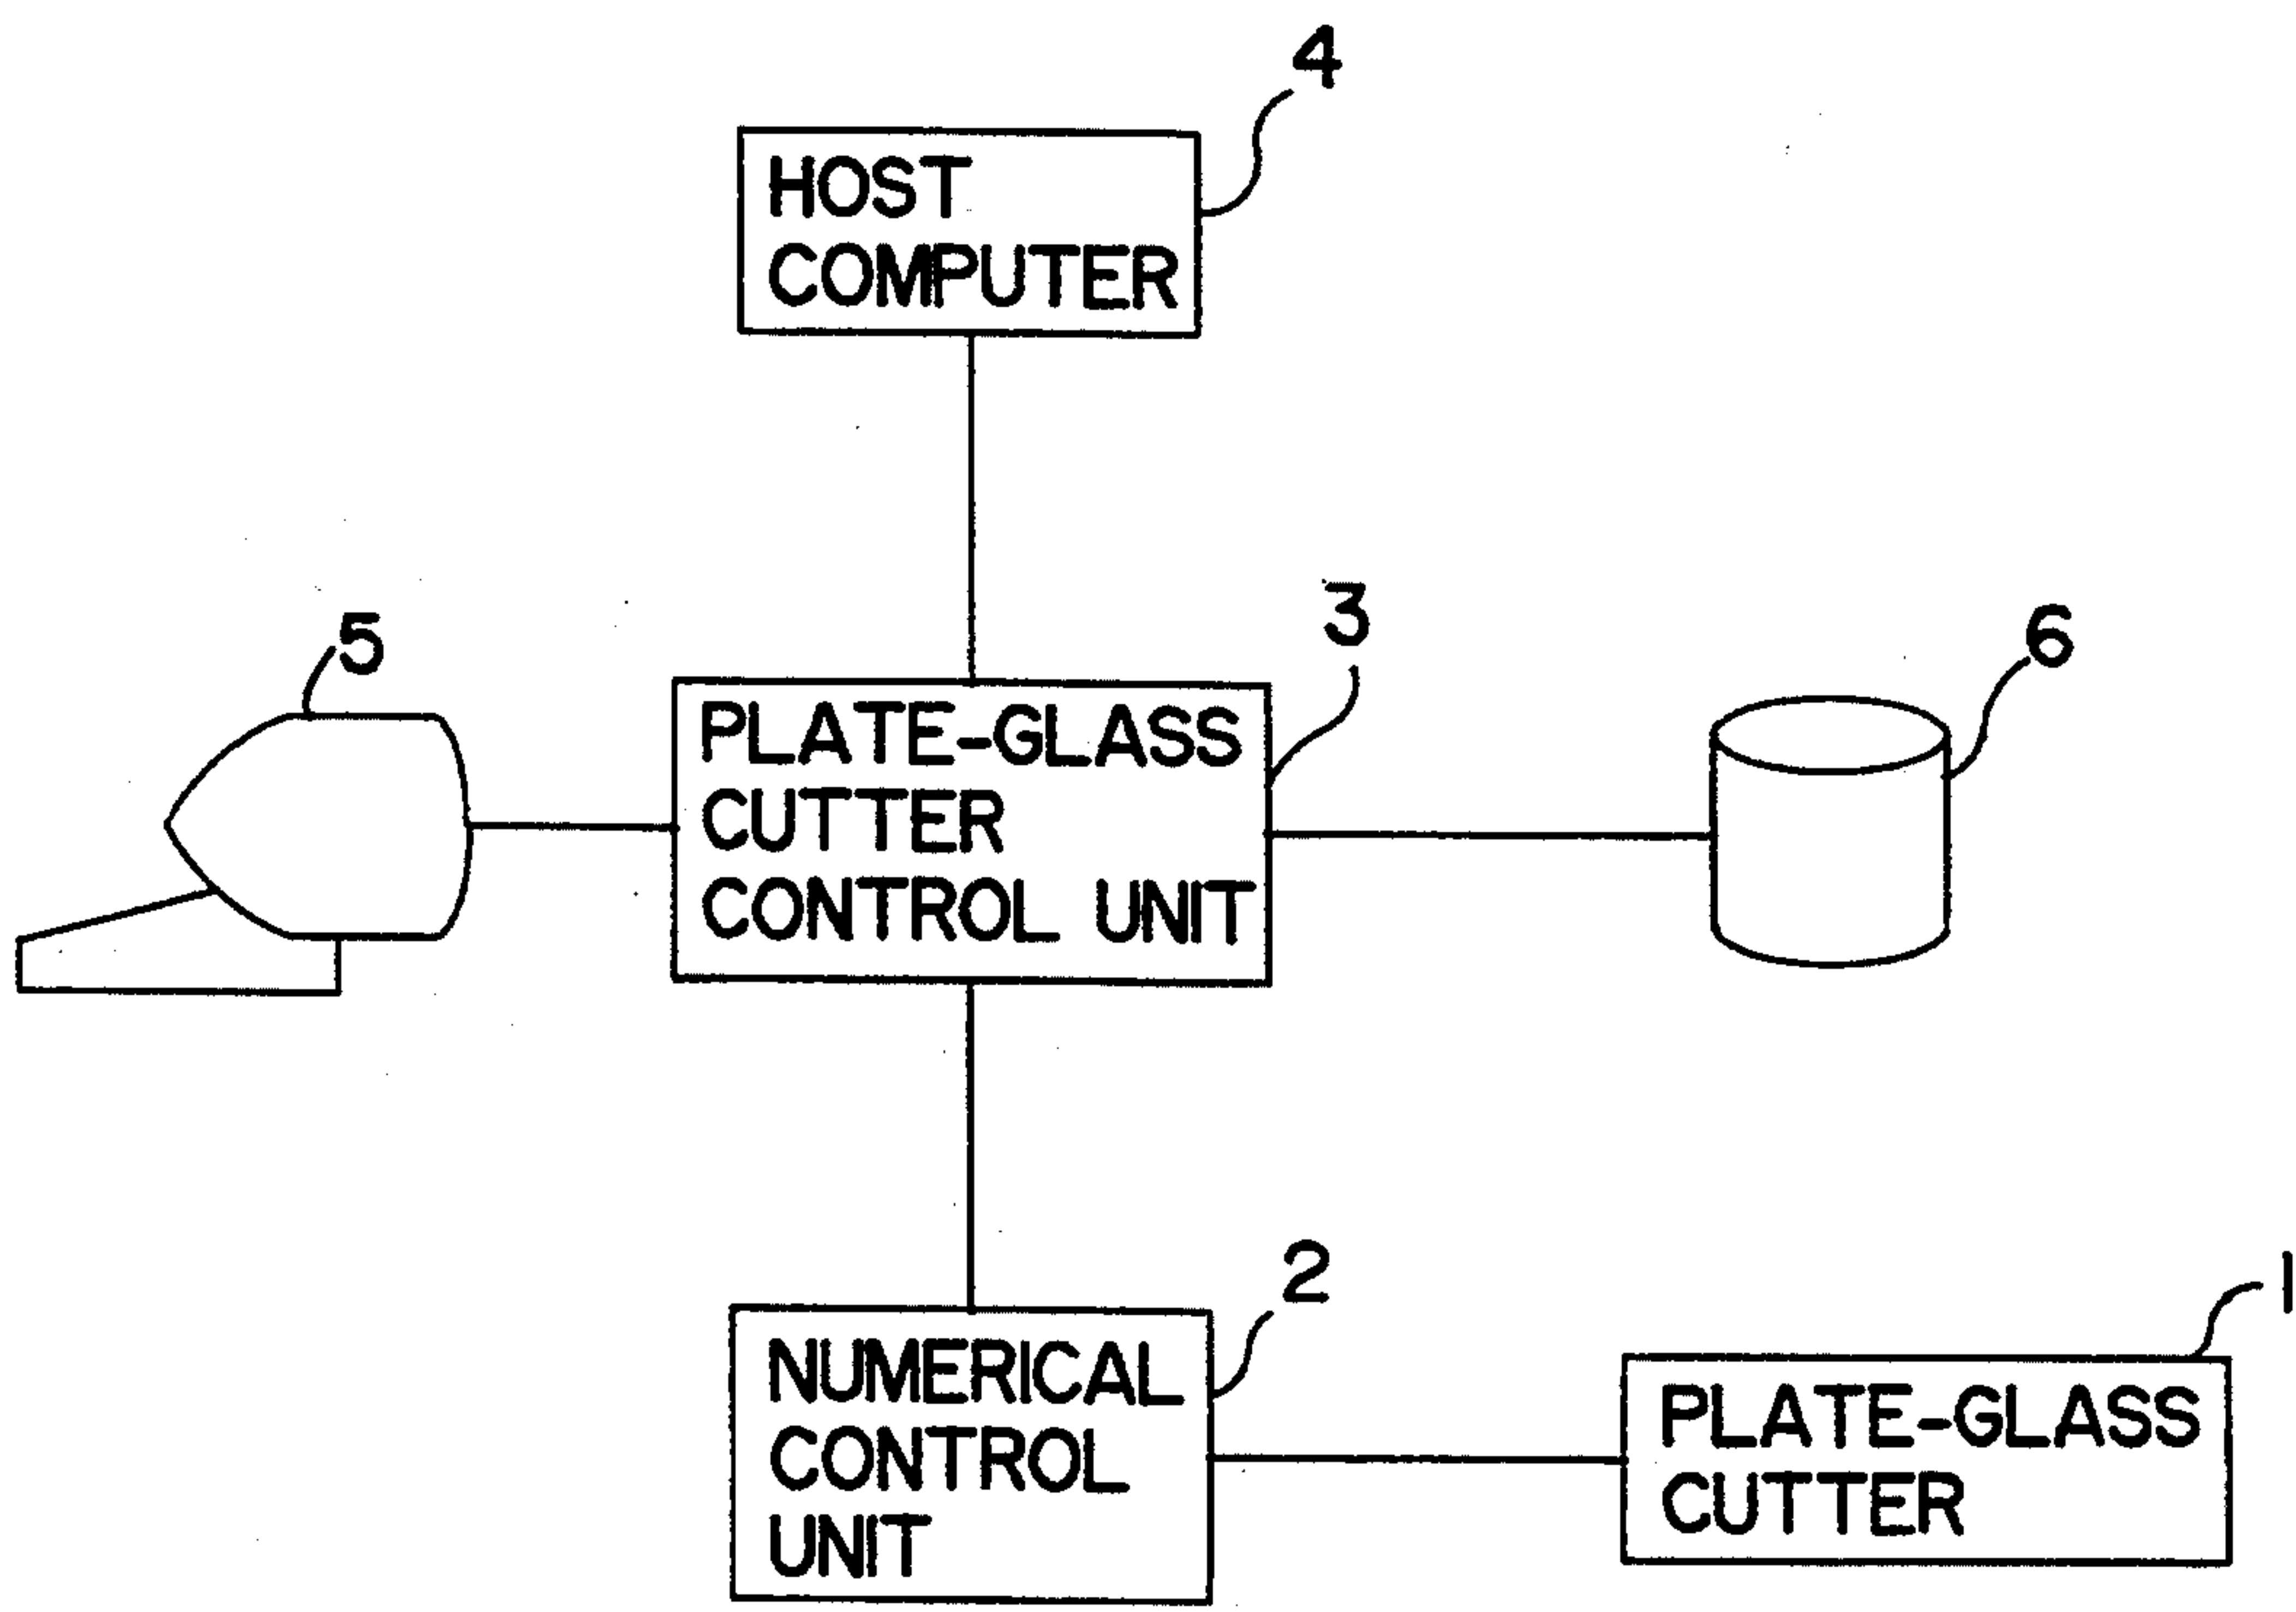 4
HOST
COMPUTER
5
3
6
PLATE-GLASS
CUTTER
CONTROL UNIT
2
1
NUMERICAL
CONTROL
UNIT
PLATE-GLASS
CUTTER